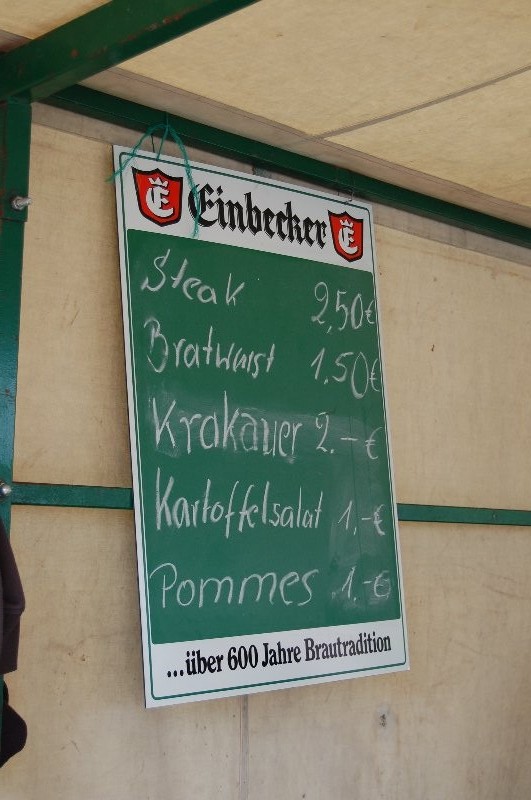 E Einbecker E
Steak 2,50€
Bratwurst 1.50€
Krakauer 2.-€
Kartoffelsalat 1,-€
Pommes 1.-€
...über 600 Jahre Brautradition